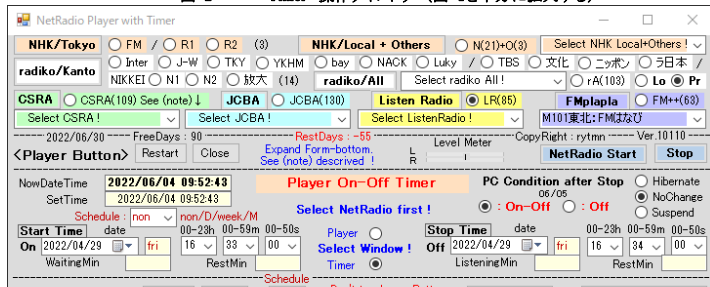 NetRadio Player with Timer
NHK/Tokyo FM / R1 R2 (3) NHK/Local + Others N(21)+O(3) Select NHK Local+Others !
radiko/Kanto Inter J-W TKY YKHM bay NACK Luky / TBS 文化 ニッポン ラ日本 /
NIKKEI N1 N2 放大 (14) radiko/All Select radiko All ! rA(103) Lo Pr
CSRA CSRA(109) See (note)↓ JCBA JCBA(130) Listen Radio LR(85) FMplapla FM++(63)
Select CSRA ! Select JCBA ! Select ListenRadio ! M101東北:FMはなび
2022/06/30 ---- FreeDays : 90 RestDays : -55 CopyRight : rytmn ---- Ver.10110
<Player Button> Restart Close Expand Form-bottom. See (note) descrived ! L R Level Meter NetRadio Start Stop
NowDateTime 2022/06/04 09:52:43 Player On-Off Timer PC Condition after Stop Hibernate
SetTime 2022/06/04 09:52:43 06/05 : On-Off : Off NoChange
Schedule : non non/D/week/M Select NetRadio first ! Suspend
Start Time date 00-23h 00-59m 00-50s Player Stop Time date 00-23h 00-59m 00-50s
On 2022/04/29 fri 16 33 00 Select Window ! Off 2022/04/29 fri 16 34 00
WaitingMin RestMin Timer ListeningMin RestMin
Schedule